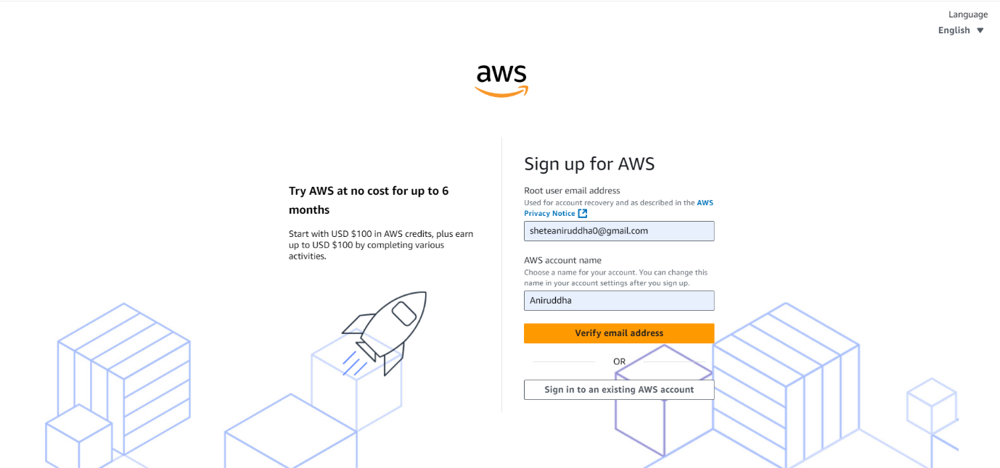 Language
English
aws
Try AWS at no cost for up to 6
months
Start with USD $100 in AWS credits, plus earn
up to USD $100 by completing various
activities.
Sign up for AWS
Root user email address
Used for account recovery and as described in the AWS
Privacy Notice
sheteaniruddha0@gmail.com
AWS account name
Choose a name for your account. You can change this
name in your account settings after you sign up.
Aniruddha
Verify email address
OR
Sign in to an existing AWS account